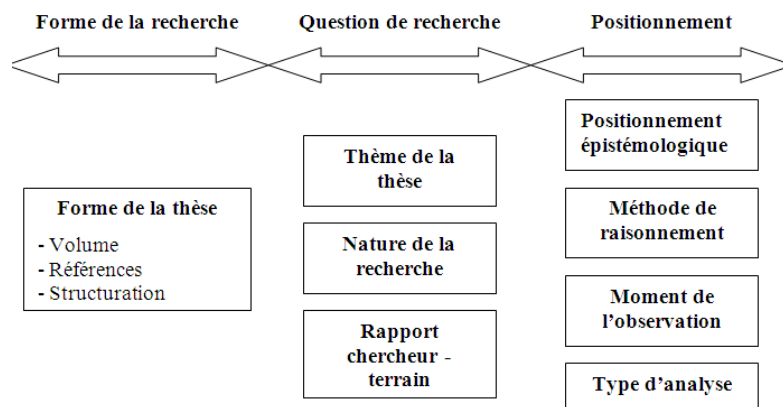 Forme de la recherche
Question de recherche
Positionnement
Forme de la thèse
- Volume
- Références
- Structuration
Thème de la
thèse
Nature de la
recherche
Rapport
chercheur -
terrain
Positionnement
épistémologique
Méthode de
raisonnement
Moment de
l’observation
Type d’analyse